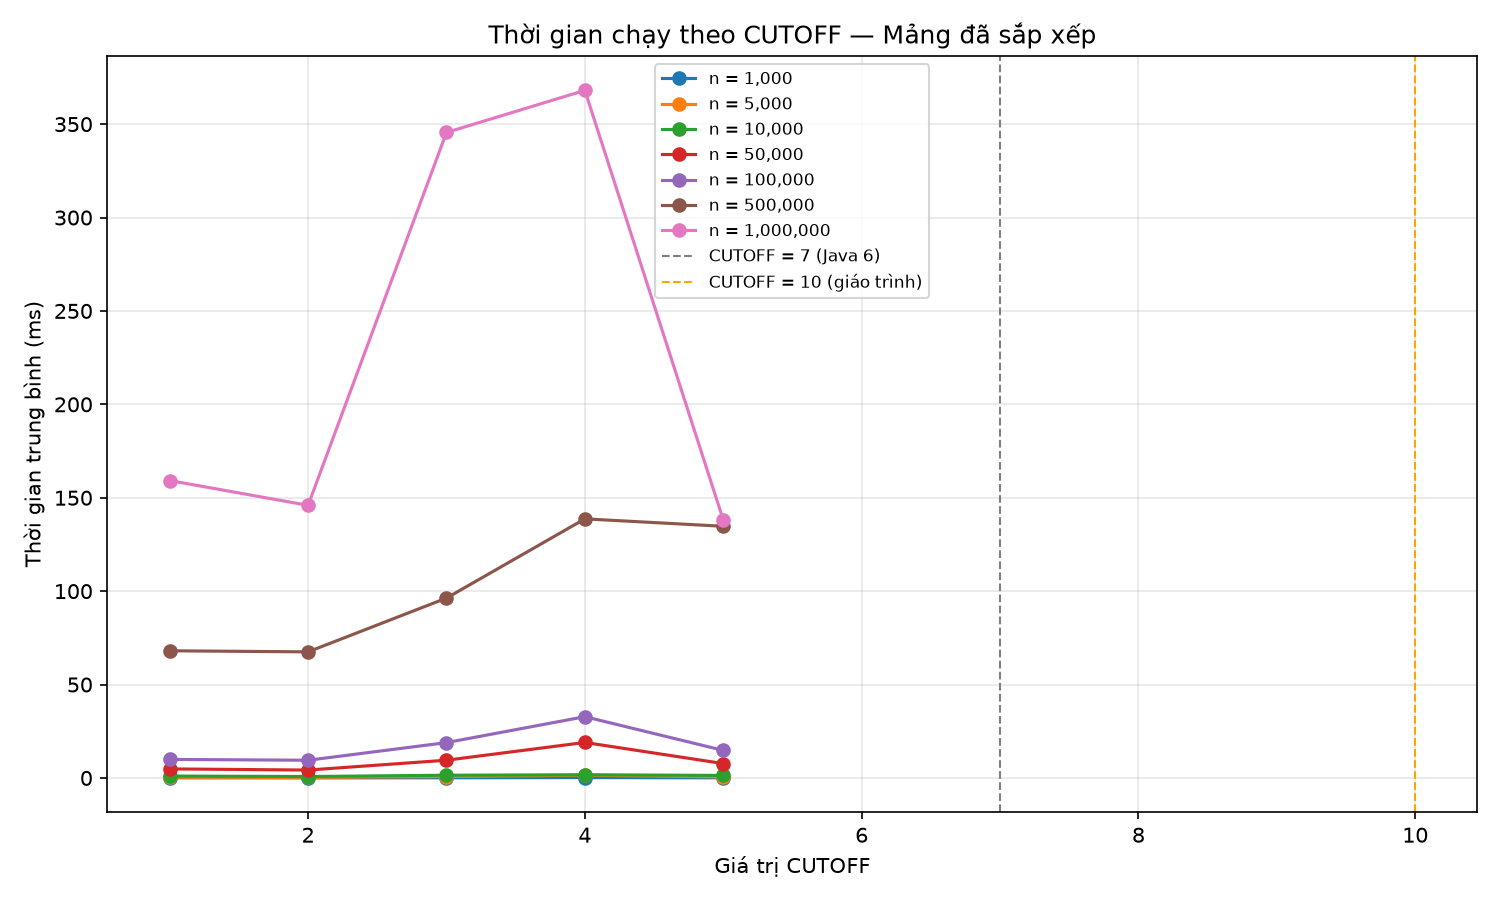 Thời gian chạy theo CUTOFF — Mảng đã sắp xếp
n = 1,000
n = 5,000
n = 10,000
n = 50,000
n = 100,000
n = 500,000
n = 1,000,000
CUTOFF = 7 (Java 6)
CUTOFF = 10 (giáo trình)
Thời gian trung bình (ms)
350
300
250
200
150
100
50
0
2
4
6
8
10
Giá trị CUTOFF